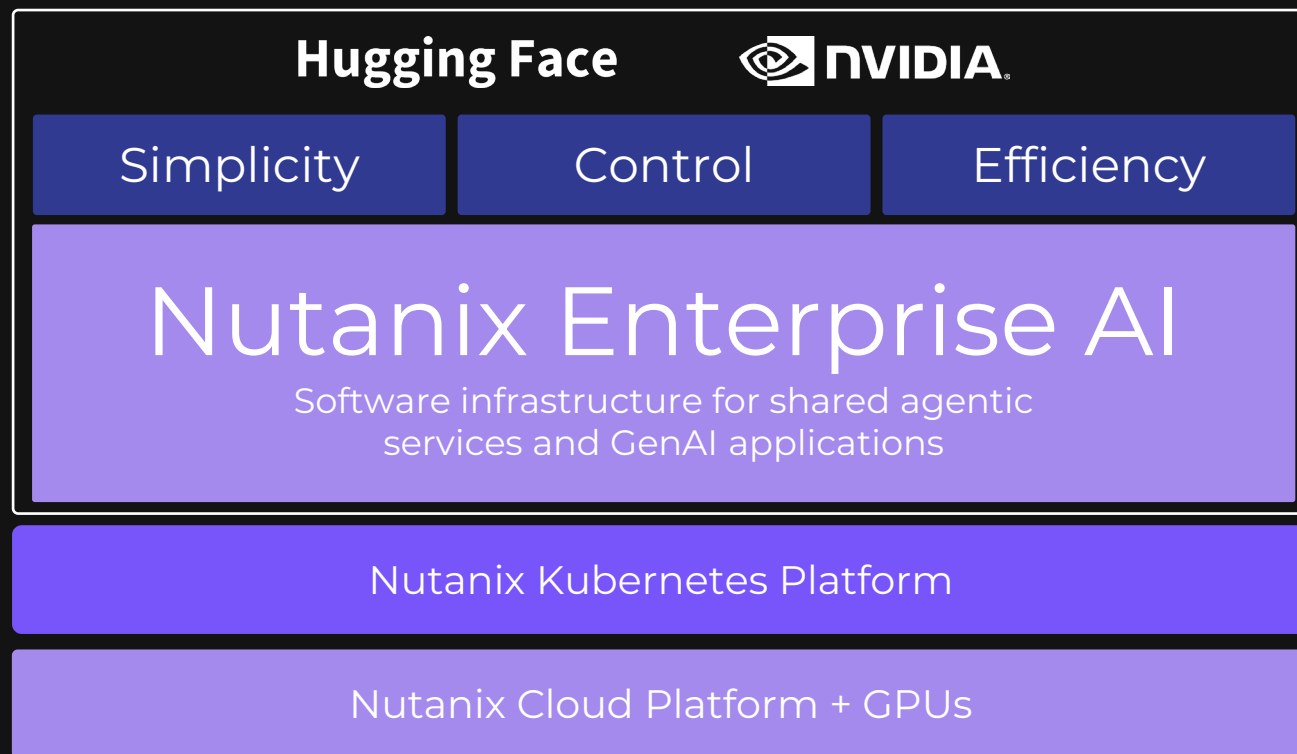 Hugging Face
NVIDIA.
Simplicity
Control
Efficiency
Nutanix Enterprise AI
Software infrastructure for shared agentic
services and GenAI applications
Nutanix Kubernetes Platform
Nutanix Cloud Platform + GPUs